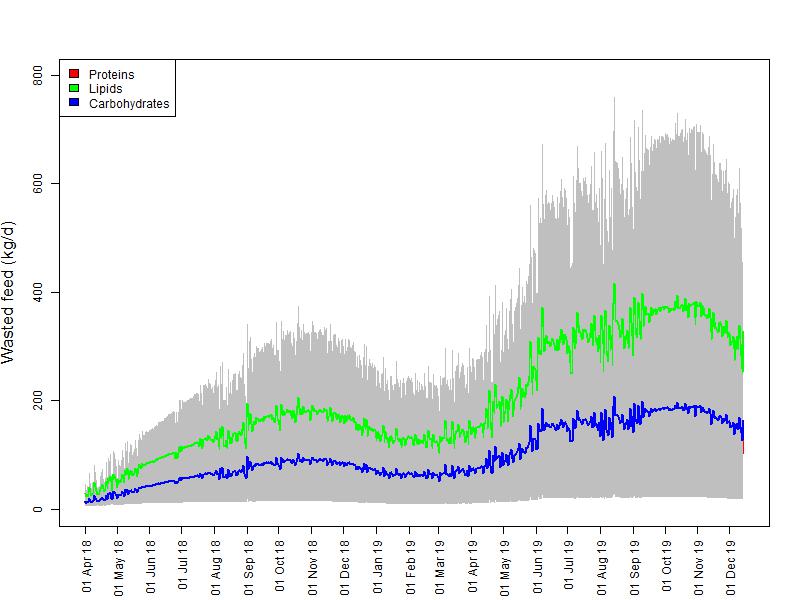 Proteins
Lipids
Carbohydrates
Wasted feed (kg/d)
800
600
400
200
0
01 Apr 18
01 May 18
01 Jun 18
01 Jul 18
01 Aug 18
01 Sep 18
01 Oct 18
01 Nov 18
01 Dec 18
01 Jan 19
01 Feb 19
01 Mar 19
01 Apr 19
01 May 19
01 Jun 19
01 Jul 19
01 Aug 19
01 Sep 19
01 Oct 19
01 Nov 19
01 Dec 19